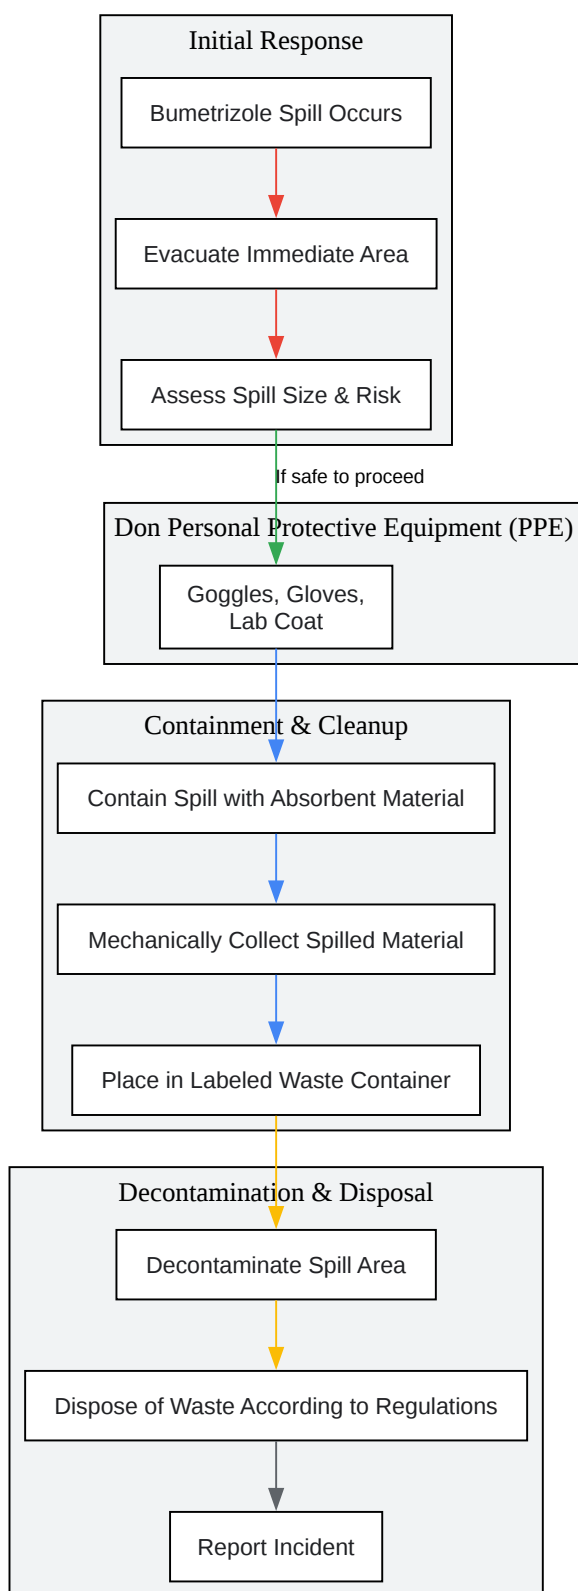 Initial Response
Bumetrizole Spill Occurs
Evacuate Immediate Area
Assess Spill Size & Risk
If safe to proceed
Don Personal Protective Equipment (PPE)
Goggles, Gloves,
Lab Coat
Containment & Cleanup
Contain Spill with Absorbent Material
Mechanically Collect Spilled Material
Place in Labeled Waste Container
Decontamination & Disposal
Decontaminate Spill Area
Dispose of Waste According to Regulations
Report Incident